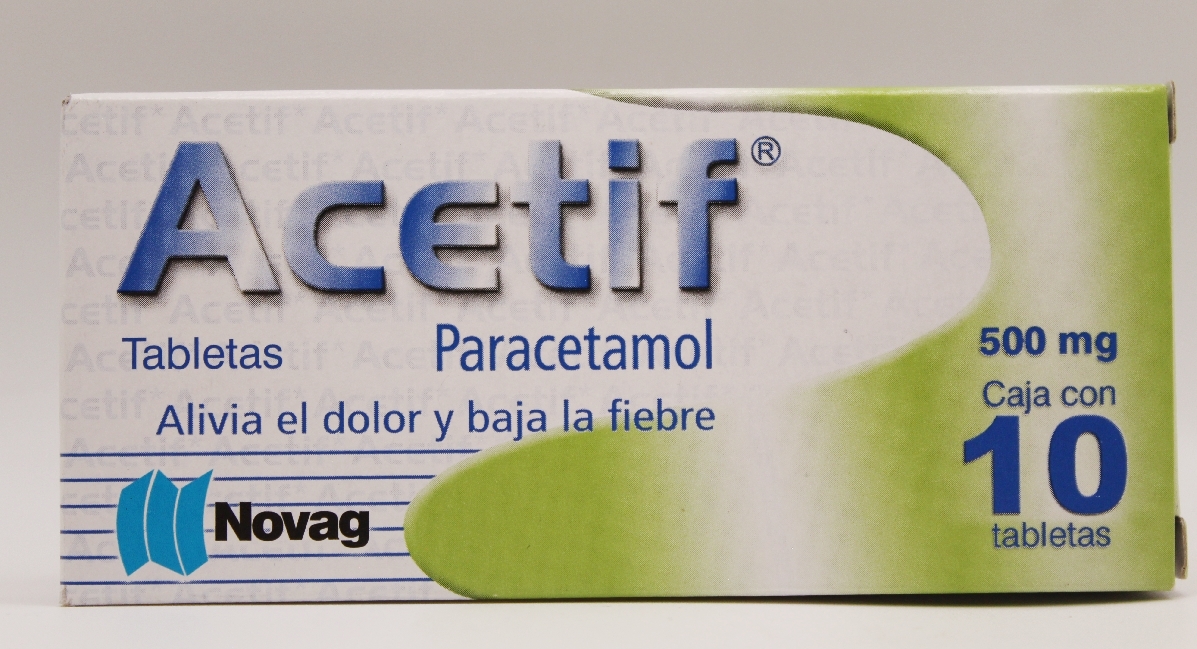 Acetif®
Tabletas Paracetamol
Alivia el dolor y baja la fiebre
Novag
500 mg
Caja con
10
tabletas